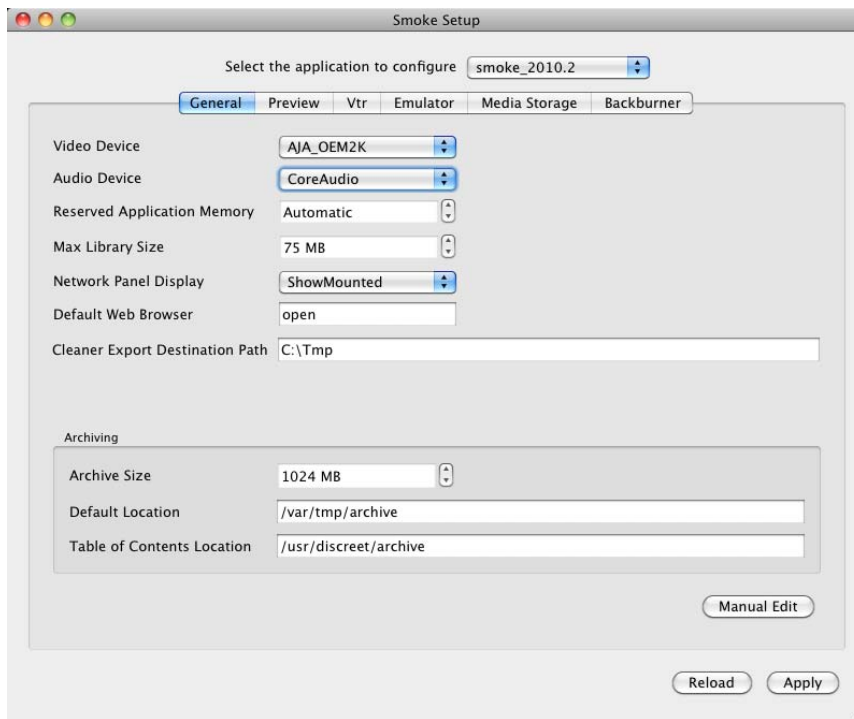 Smoke Setup
Select the application to configure smoke_2010.2
General Preview Vtr Emulator Media Storage Backburner
Video Device AJA_OEM2K
Audio Device CoreAudio
Reserved Application Memory Automatic
Max Library Size 75 MB
Network Panel Display ShowMounted
Default Web Browser open
Cleaner Export Destination Path C:\Tmp
Archiving
Archive Size 1024 MB
Default Location /var/tmp/archive
Table of Contents Location /usr/discreet/archive
Manual Edit
Reload Apply